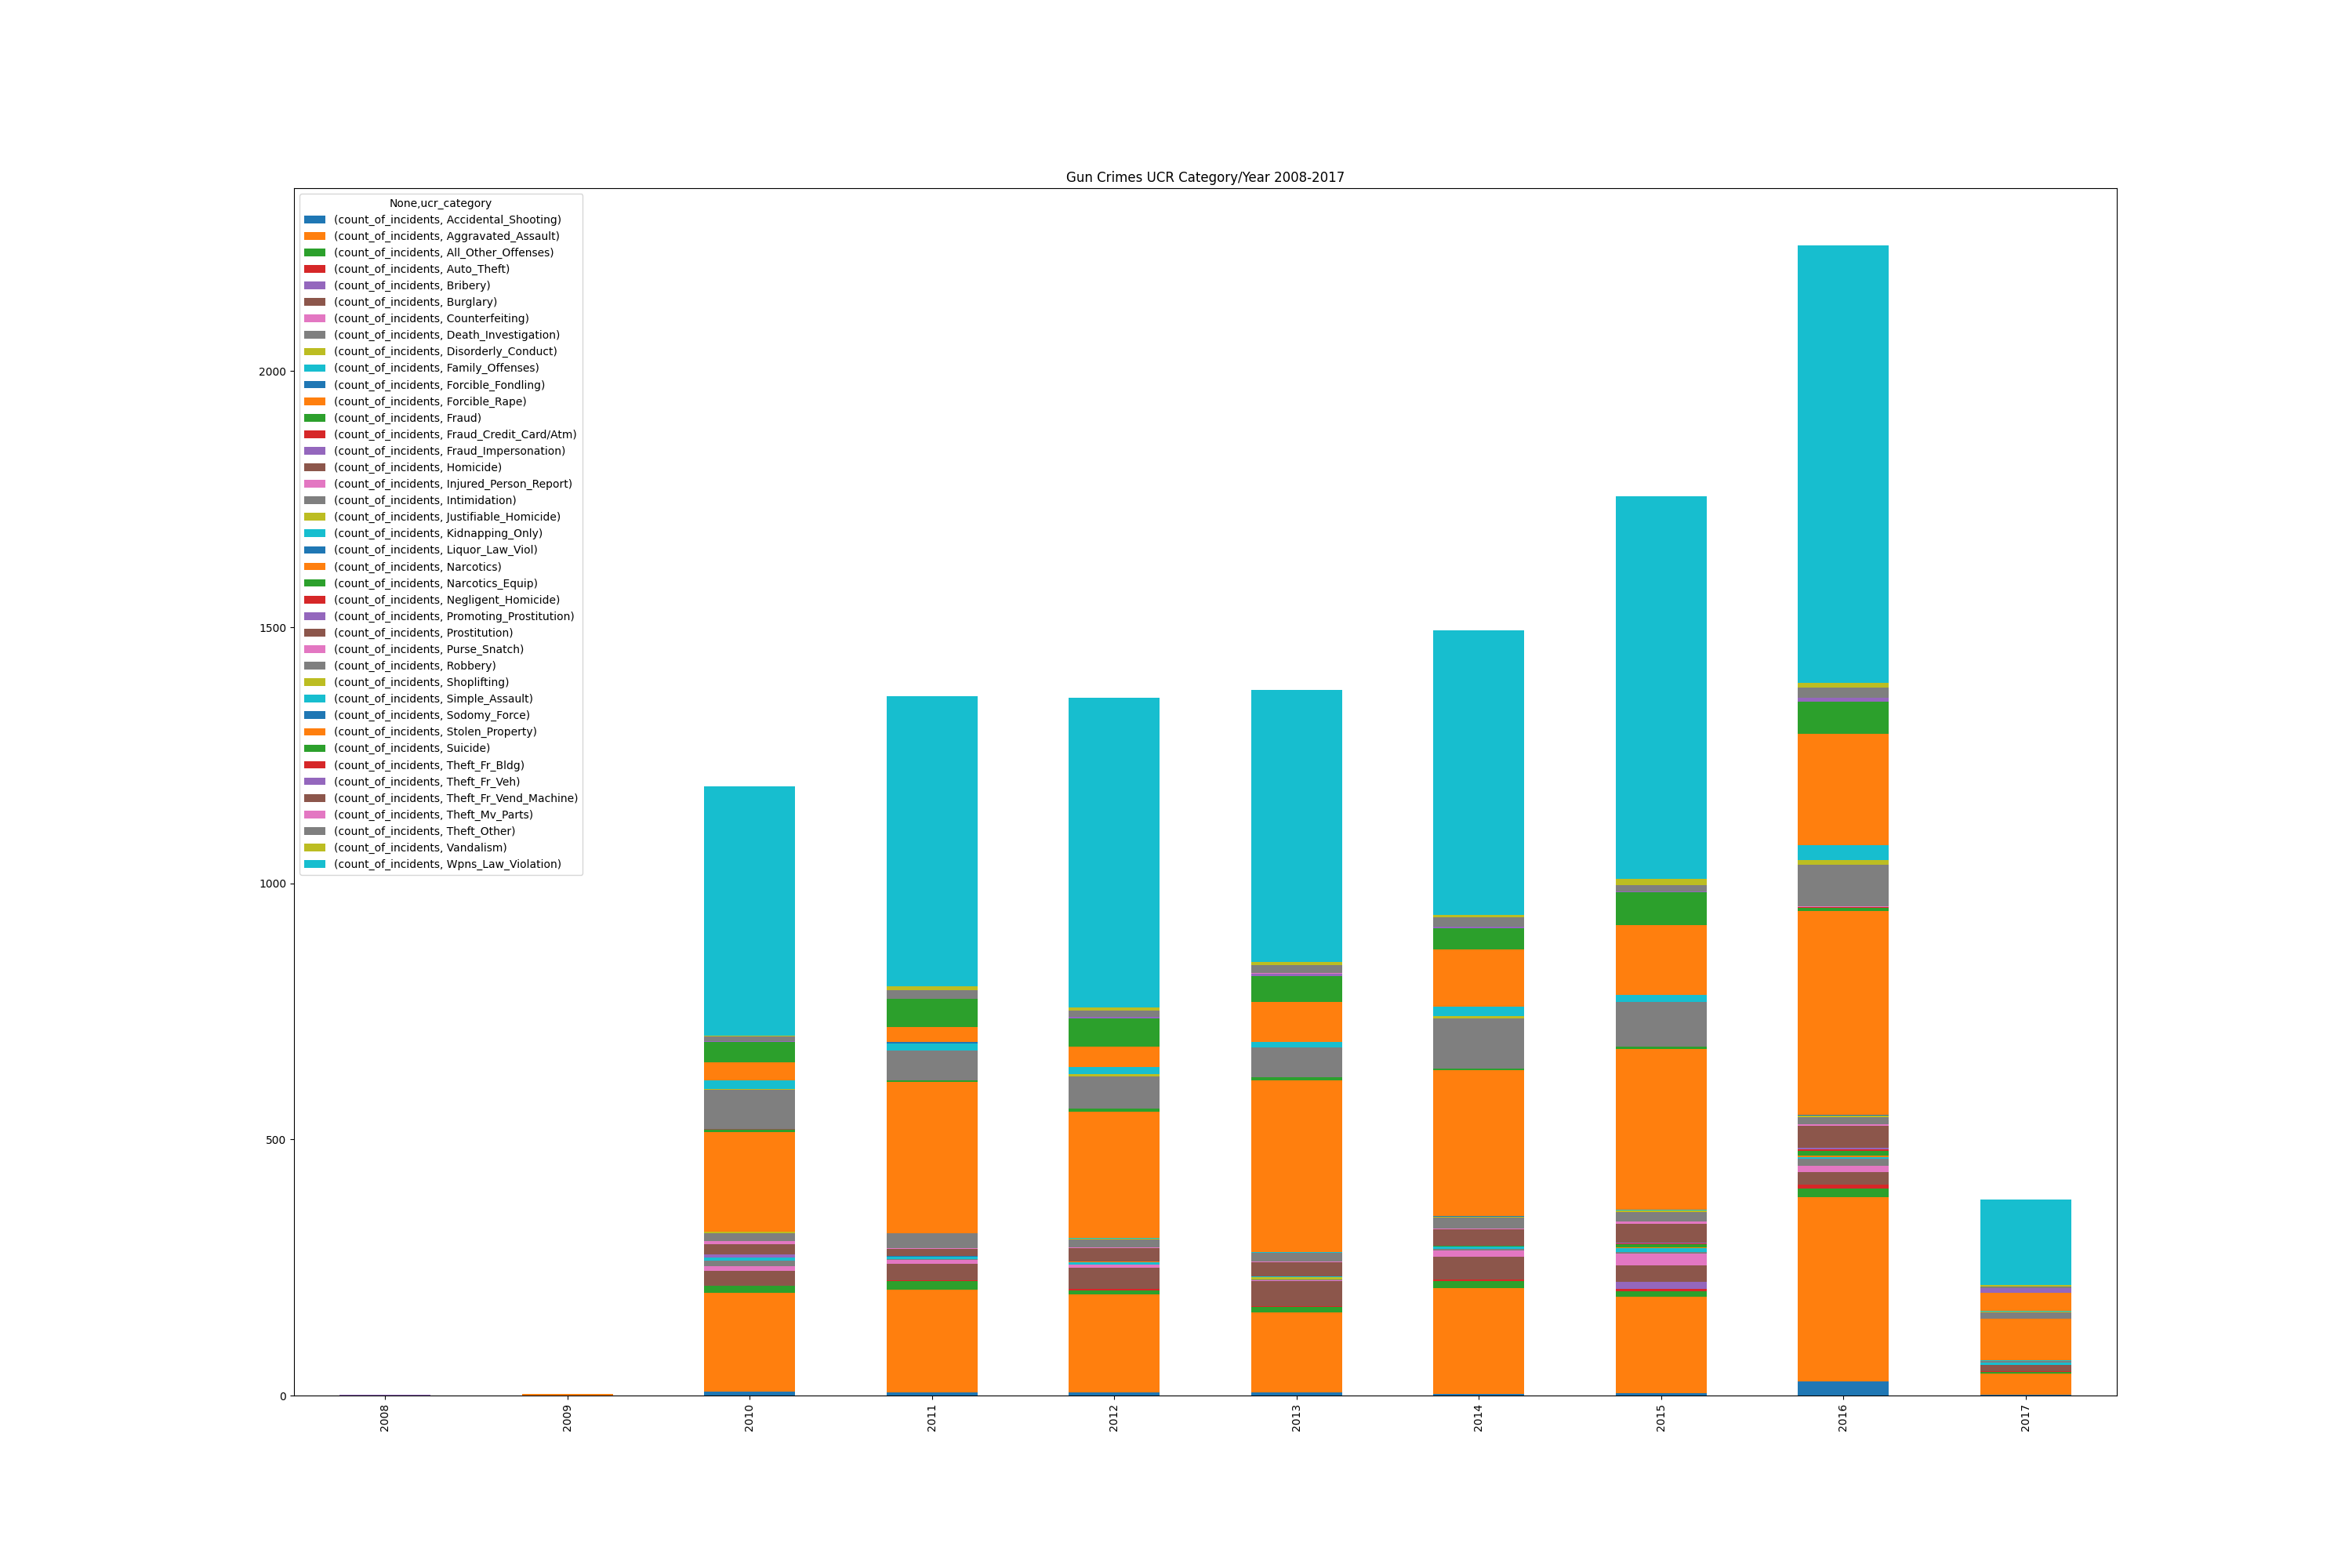 Gun Crimes UCR Category/Year 2008-2017
None,ucr_category
(count_of_incidents, Accidental_Shooting)
(count_of_incidents, Aggravated_Assault)
(count_of_incidents, All_Other_Offenses)
(count_of_incidents, Auto_Theft)
(count_of_incidents, Bribery)
(count_of_incidents, Burglary)
(count_of_incidents, Counterfeiting)
(count_of_incidents, Death_Investigation)
(count_of_incidents, Disorderly_Conduct)
(count_of_incidents, Family_Offenses)
(count_of_incidents, Forcible_Fondling)
(count_of_incidents, Forcible_Rape)
(count_of_incidents, Fraud)
(count_of_incidents, Fraud_Credit_Card/Atm)
(count_of_incidents, Fraud_Impersonation)
(count_of_incidents, Homicide)
(count_of_incidents, Injured_Person_Report)
(count_of_incidents, Intimidation)
(count_of_incidents, Justifiable_Homicide)
(count_of_incidents, Kidnapping_Only)
(count_of_incidents, Liquor_Law_Viol)
(count_of_incidents, Narcotics)
(count_of_incidents, Narcotics_Equip)
(count_of_incidents, Negligent_Homicide)
(count_of_incidents, Promoting_Prostitution)
(count_of_incidents, Prostitution)
(count_of_incidents, Purse_Snatch)
(count_of_incidents, Robbery)
(count_of_incidents, Shoplifting)
(count_of_incidents, Simple_Assault)
(count_of_incidents, Sodomy_Force)
(count_of_incidents, Stolen_Property)
(count_of_incidents, Suicide)
(count_of_incidents, Theft_Fr_Bldg)
(count_of_incidents, Theft_Fr_Veh)
(count_of_incidents, Theft_Fr_Vend_Machine)
(count_of_incidents, Theft_Mv_Parts)
(count_of_incidents, Theft_Other)
(count_of_incidents, Vandalism)
(count_of_incidents, Wpns_Law_Violation)
2000
1500
1000
500
0
2008
2009
2010
2011
2012
2013
2014
2015
2016
2017